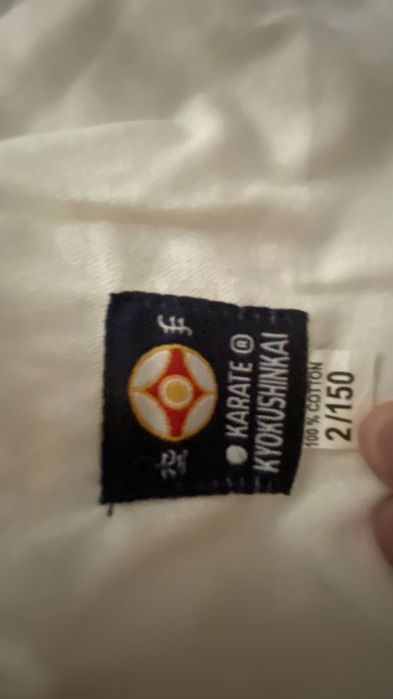 空 手
KARATE ®
KYOKUSHINKAI
100 % COTTON
2/150